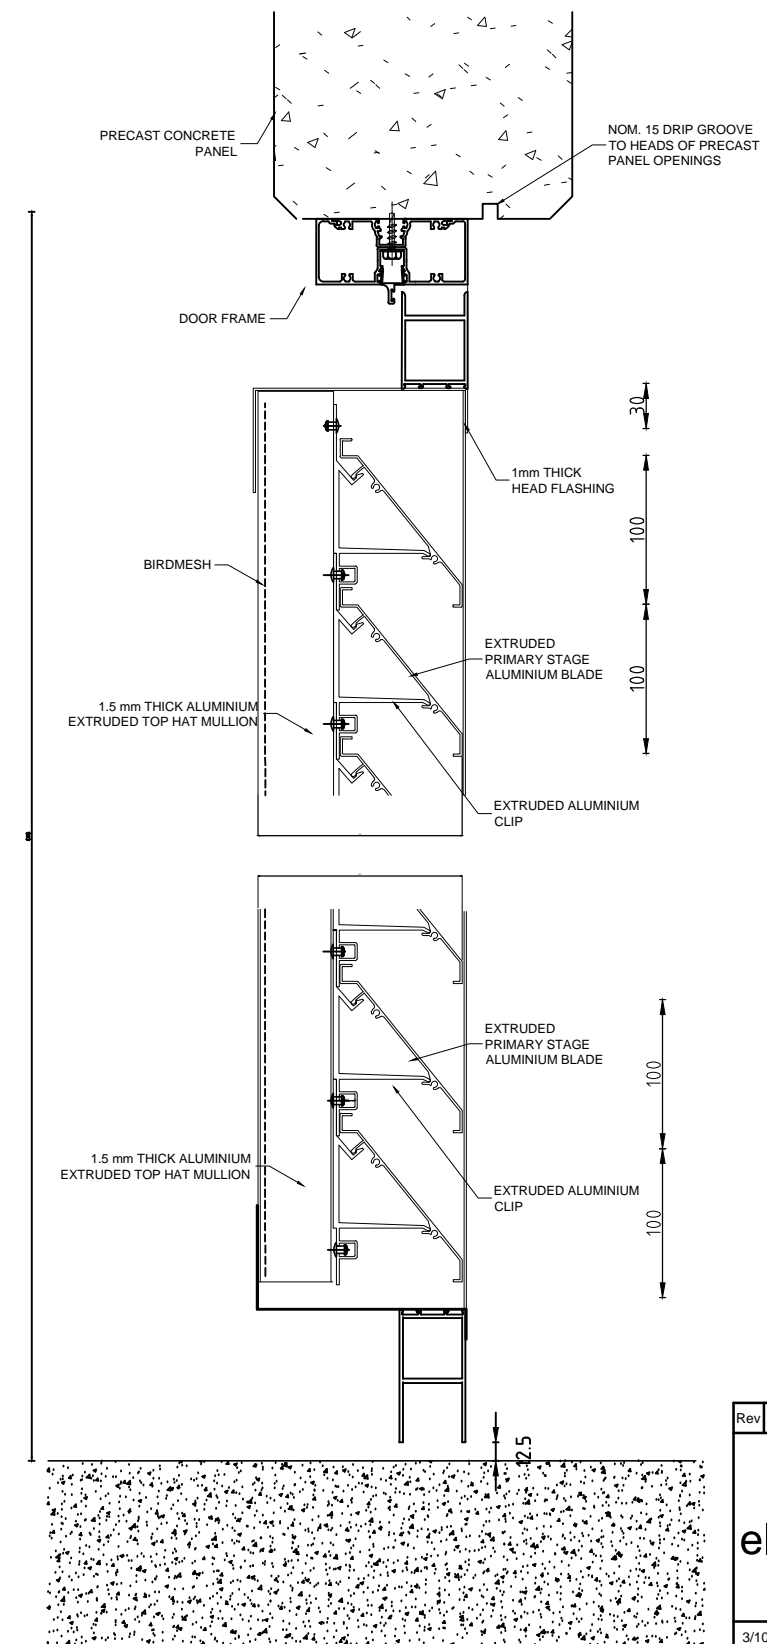 PRECAST CONCRETE
PANEL
NOM. 15 DRIP GROOVE
TO HEADS OF PRECAST
PANEL OPENINGS
DOOR FRAME
30
1mm THICK
HEAD FLASHING
100
BIRDMESH
EXTRUDED
PRIMARY STAGE
ALUMINIUM BLADE
100
1.5 mm THICK ALUMINIUM
EXTRUDED TOP HAT MULLION
EXTRUDED ALUMINIUM
CLIP
EXTRUDED
PRIMARY STAGE
ALUMINIUM BLADE
100
1.5 mm THICK ALUMINIUM
EXTRUDED TOP HAT MULLION
EXTRUDED ALUMINIUM
CLIP
100
12.5
Rev
3/10